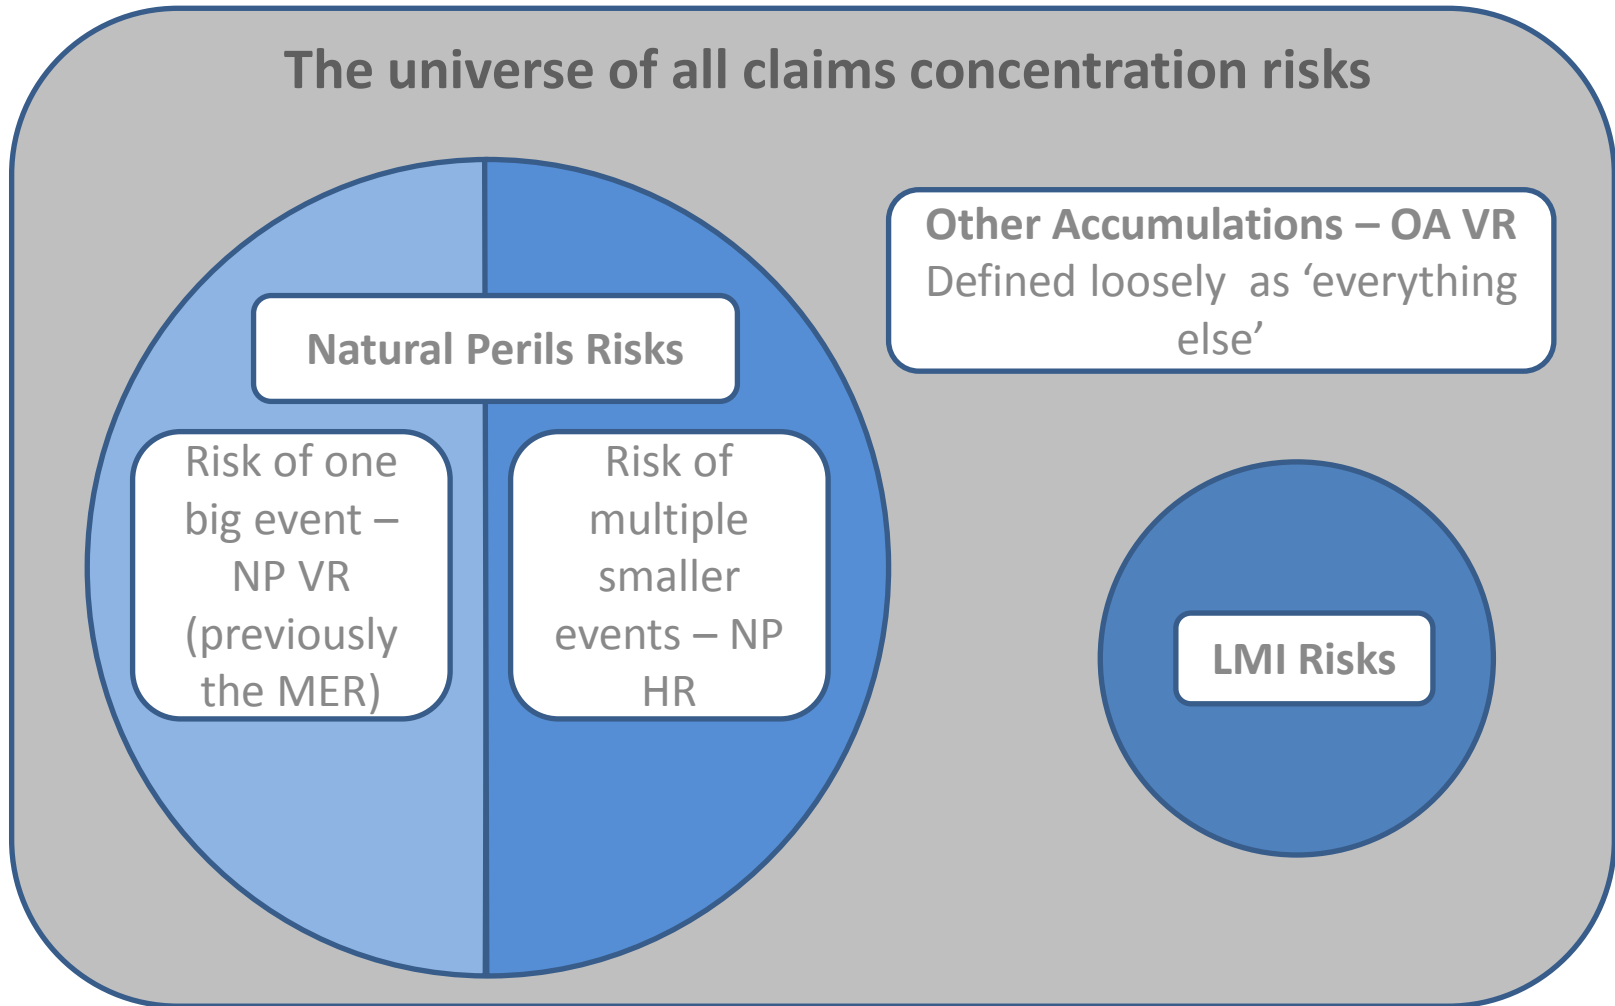 The universe of all claims concentration risks
Other Accumulations – OA VR
Defined loosely  as ‘everything
else’
Natural Perils Risks
Risk of one
big event –
NP VR
(previously
the MER)
Risk of
multiple
smaller
events – NP
HR
LMI Risks